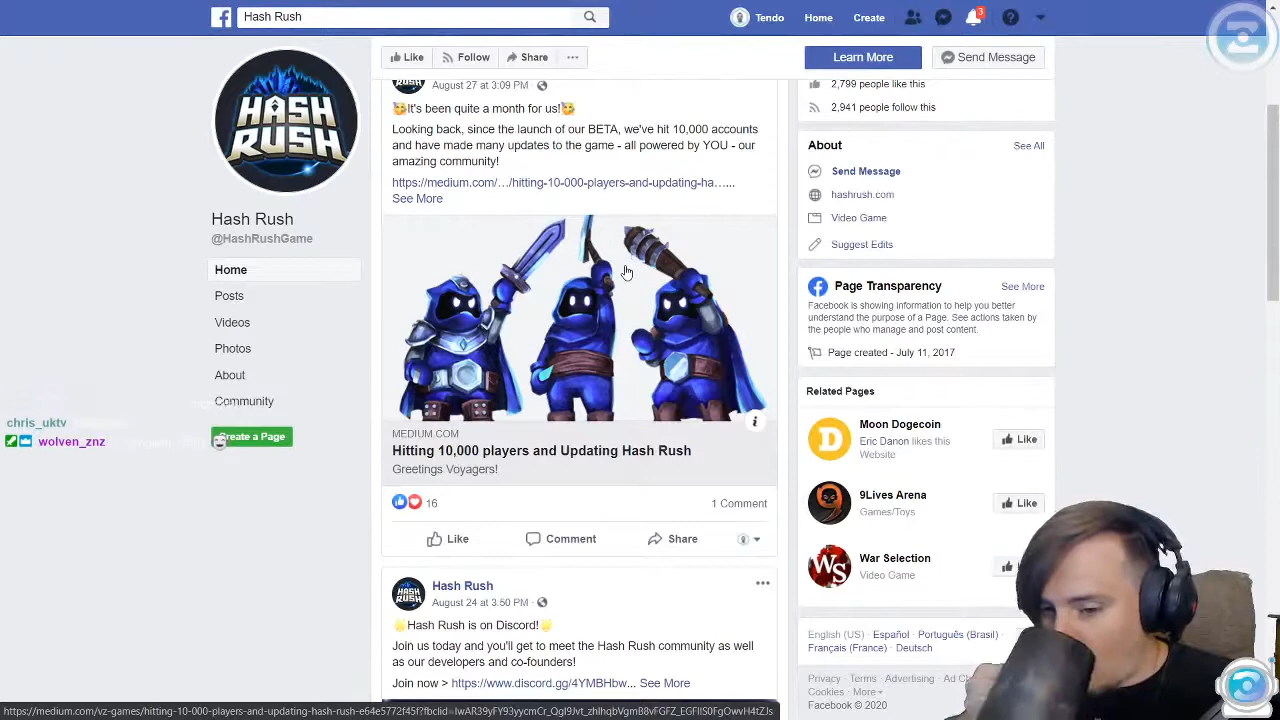 Hash Rush
Tendo
Home
Create
3
Like
Follow
Share
Learn More
Send Message
HASH
RUSH
Hash Rush
@HashRushGame
Home
Posts
Videos
Photos
About
Community
Create a Page
chris_uktv
wolven_znz
August 27 at 3:09 PM
🥰It's been quite a month for us!🥰
Looking back, since the launch of our BETA, we've hit 10,000 accounts
and have made many updates to the game - all powered by YOU - our
amazing community!
https://medium.com/…/hitting-10-000-players-and-updating-ha…...
See More
MEDIUM.COM
Hitting 10,000 players and Updating Hash Rush
Greetings Voyagers!
16
1 Comment
Like
Comment
Share
Hash Rush
August 24 at 3:50 PM
🌟Hash Rush is on Discord!🌟
Join us today and you'll get to meet the Hash Rush community as well
as our developers and co-founders!
Join now > https://www.discord.gg/4YMBHbw... See More
2,799 people like this
2,941 people follow this
About
See All
Send Message
hashrush.com
Video Game
Suggest Edits
Page Transparency
See More
Facebook is showing information to help you better
understand the purpose of a Page. See actions taken by
the people who manage and post content.
Page created - July 11, 2017
Related Pages
Moon Dogecoin
Eric Danon likes this
Website
Like
9Lives Arena
Games/Toys
Like
War Selection
Video Game
English (US) · Español · Português (Brasil) ·
Français (France) · Deutsch
Privacy · Terms · Advertising · Ad Ch
Cookies · More
Facebook © 2020